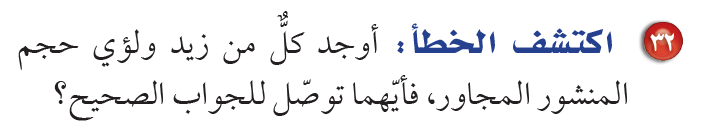 ٣٢ اكتشف الخطأ: أوجد كلٌّ من زيد ولؤي حجم
المنشور المجاور، فأيّهما توصّل للجواب الصحيح؟